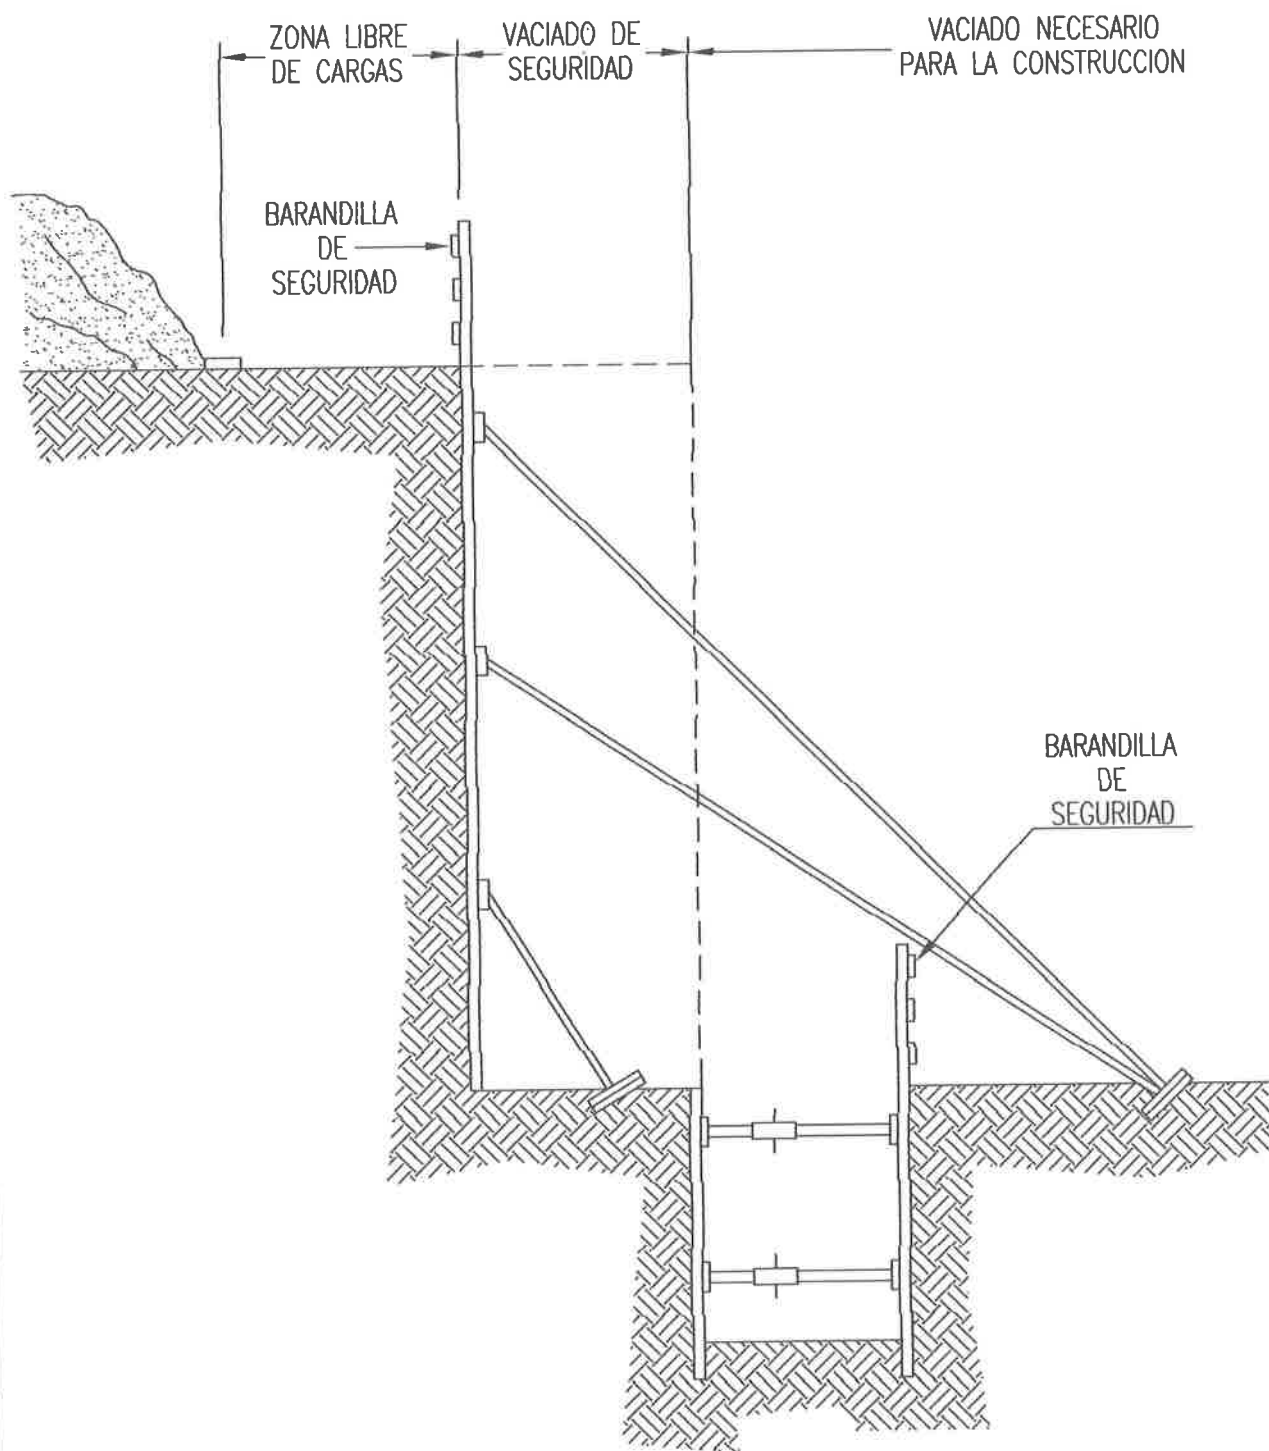 ZONA LIBRE
DE CARGAS
VACIADO DE
SEGURIDAD
VACIADO NECESARIO
PARA LA CONSTRUCCION
BARANDILLA
DE
SEGURIDAD
BARANDILLA
DE
SEGURIDAD